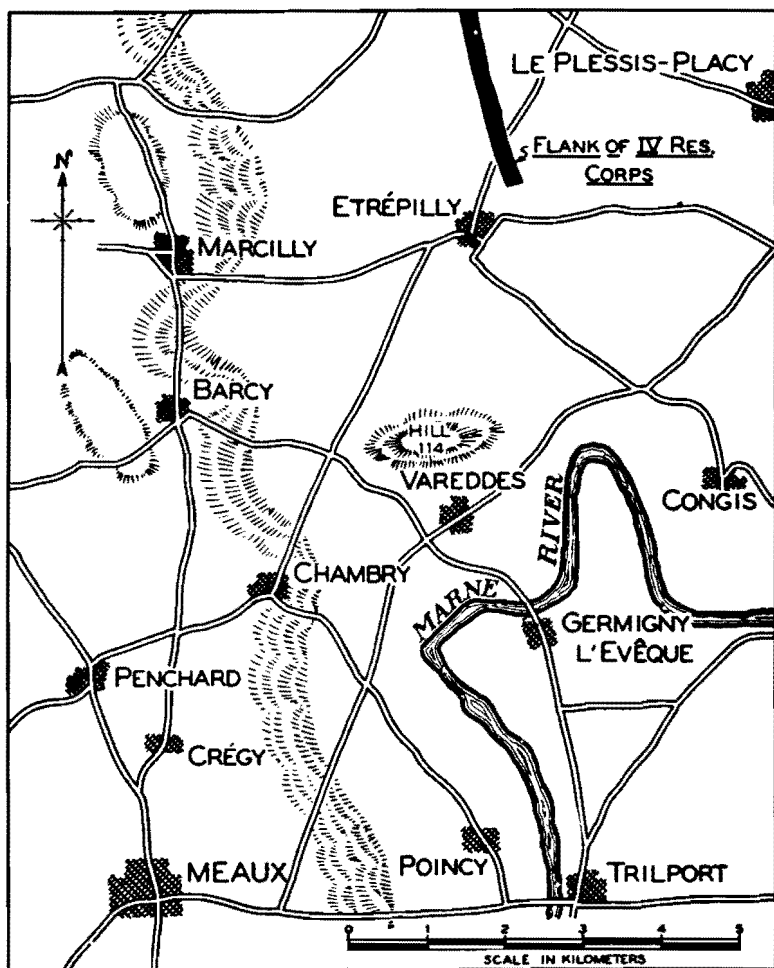 LE PLESSIS-PLACY
FLANK OF IV RES.
CORPS
N
ETRÉPILLY
MARCILLY
BARCY
HILL
114
VAREDDES
RIVER
CONGIS
CHAMBRY
MARNE
GERMIGNY
L'EVÊQUE
PENCHARD
CRÉGY
MEAUX
POINCY
TRILPORT
0 1 2 3 4 5
SCALE IN KILOMETERS